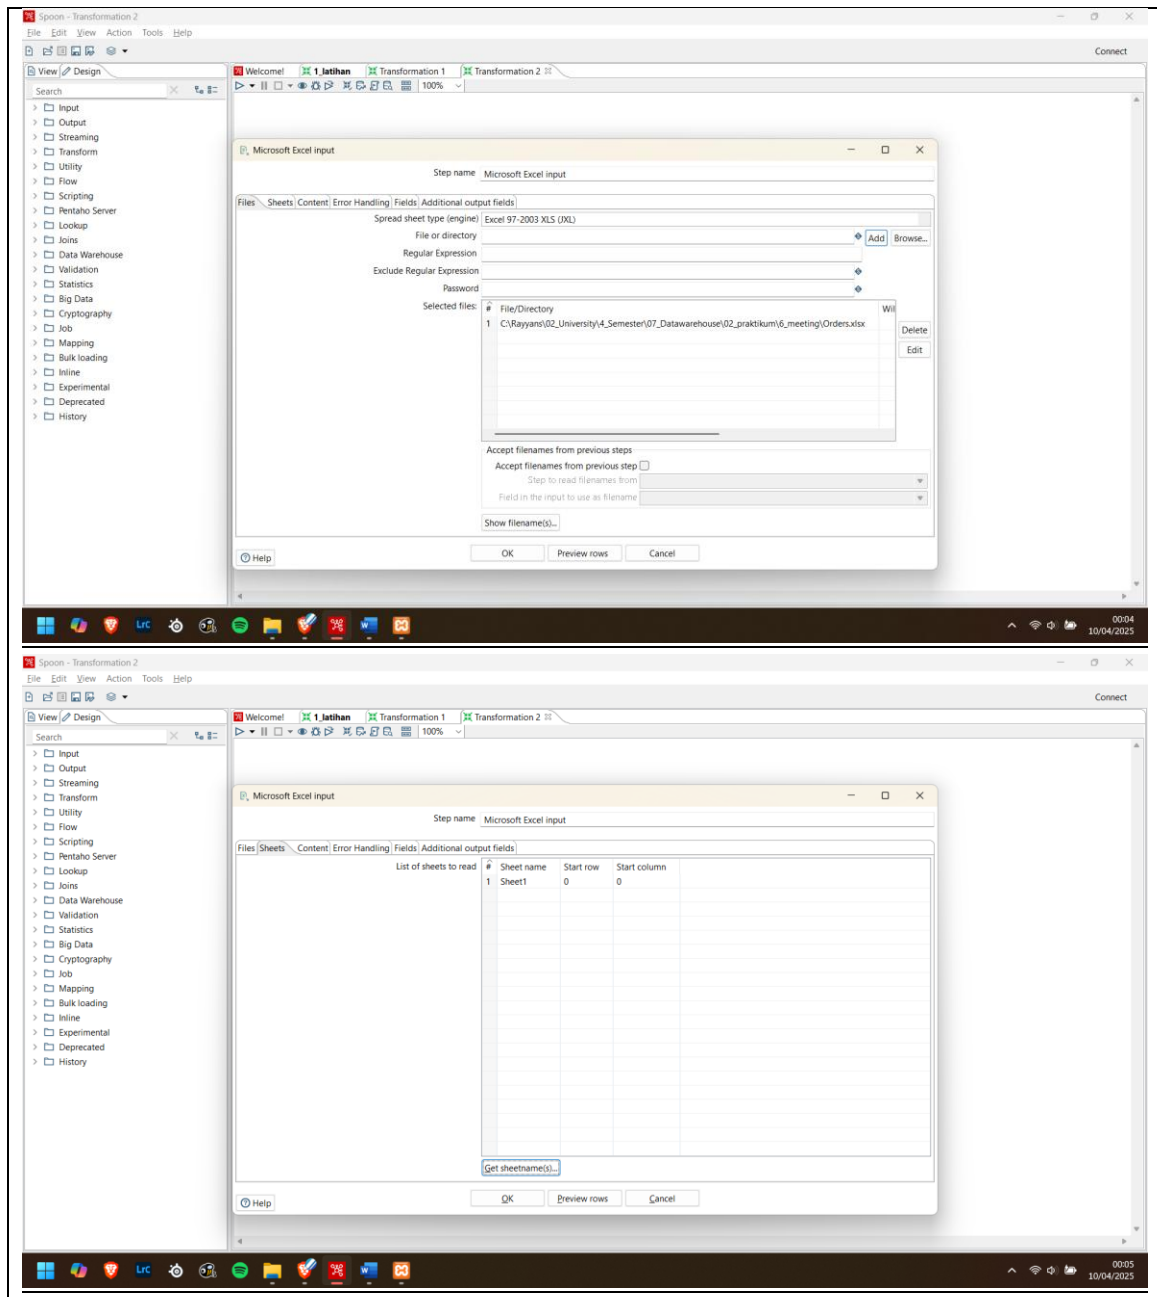 Spoon - Transformation 2
File Edit View Action Tools Help
Connect
View Design
Welcome! 1_latihan Transformation 1 Transformation 2
Search
100%
Input
Output
Streaming
Transform
Utility
Flow
Scripting
Pentaho Server
Lookup
Joins
Data Warehouse
Validation
Statistics
Big Data
Cryptography
Job
Mapping
Bulk loading
Inline
Experimental
Deprecated
History
Microsoft Excel input
Step name Microsoft Excel input
Files Sheets Content Error Handling Fields Additional output fields
Spread sheet type (engine) Excel 97-2003 XLS (JXL)
File or directory Add Browse...
Regular Expression
Exclude Regular Expression
Password
Selected files: # File/Directory Wil
1 C:\Rayyans\02_University\4_Semester\07_Datawarehouse\02_praktikum\6_meeting\Orders.xlsx
Delete
Edit
Accept filenames from previous steps
Accept filenames from previous step
Step to read filenames from
Field in the input to use as filename
Show filename(s)...
Help OK Preview rows Cancel
LrC
00:04
10/04/2025
Spoon - Transformation 2
File Edit View Action Tools Help
Connect
View Design
Welcome! 1_latihan Transformation 1 Transformation 2
Search
100%
Input
Output
Streaming
Transform
Utility
Flow
Scripting
Pentaho Server
Lookup
Joins
Data Warehouse
Validation
Statistics
Big Data
Cryptography
Job
Mapping
Bulk loading
Inline
Experimental
Deprecated
History
Microsoft Excel input
Step name Microsoft Excel input
Files Sheets Content Error Handling Fields Additional output fields
List of sheets to read # Sheet name Start row Start column
1 Sheet1 0 0
Get sheetname(s)...
Help OK Preview rows Cancel
LrC
00:05
10/04/2025